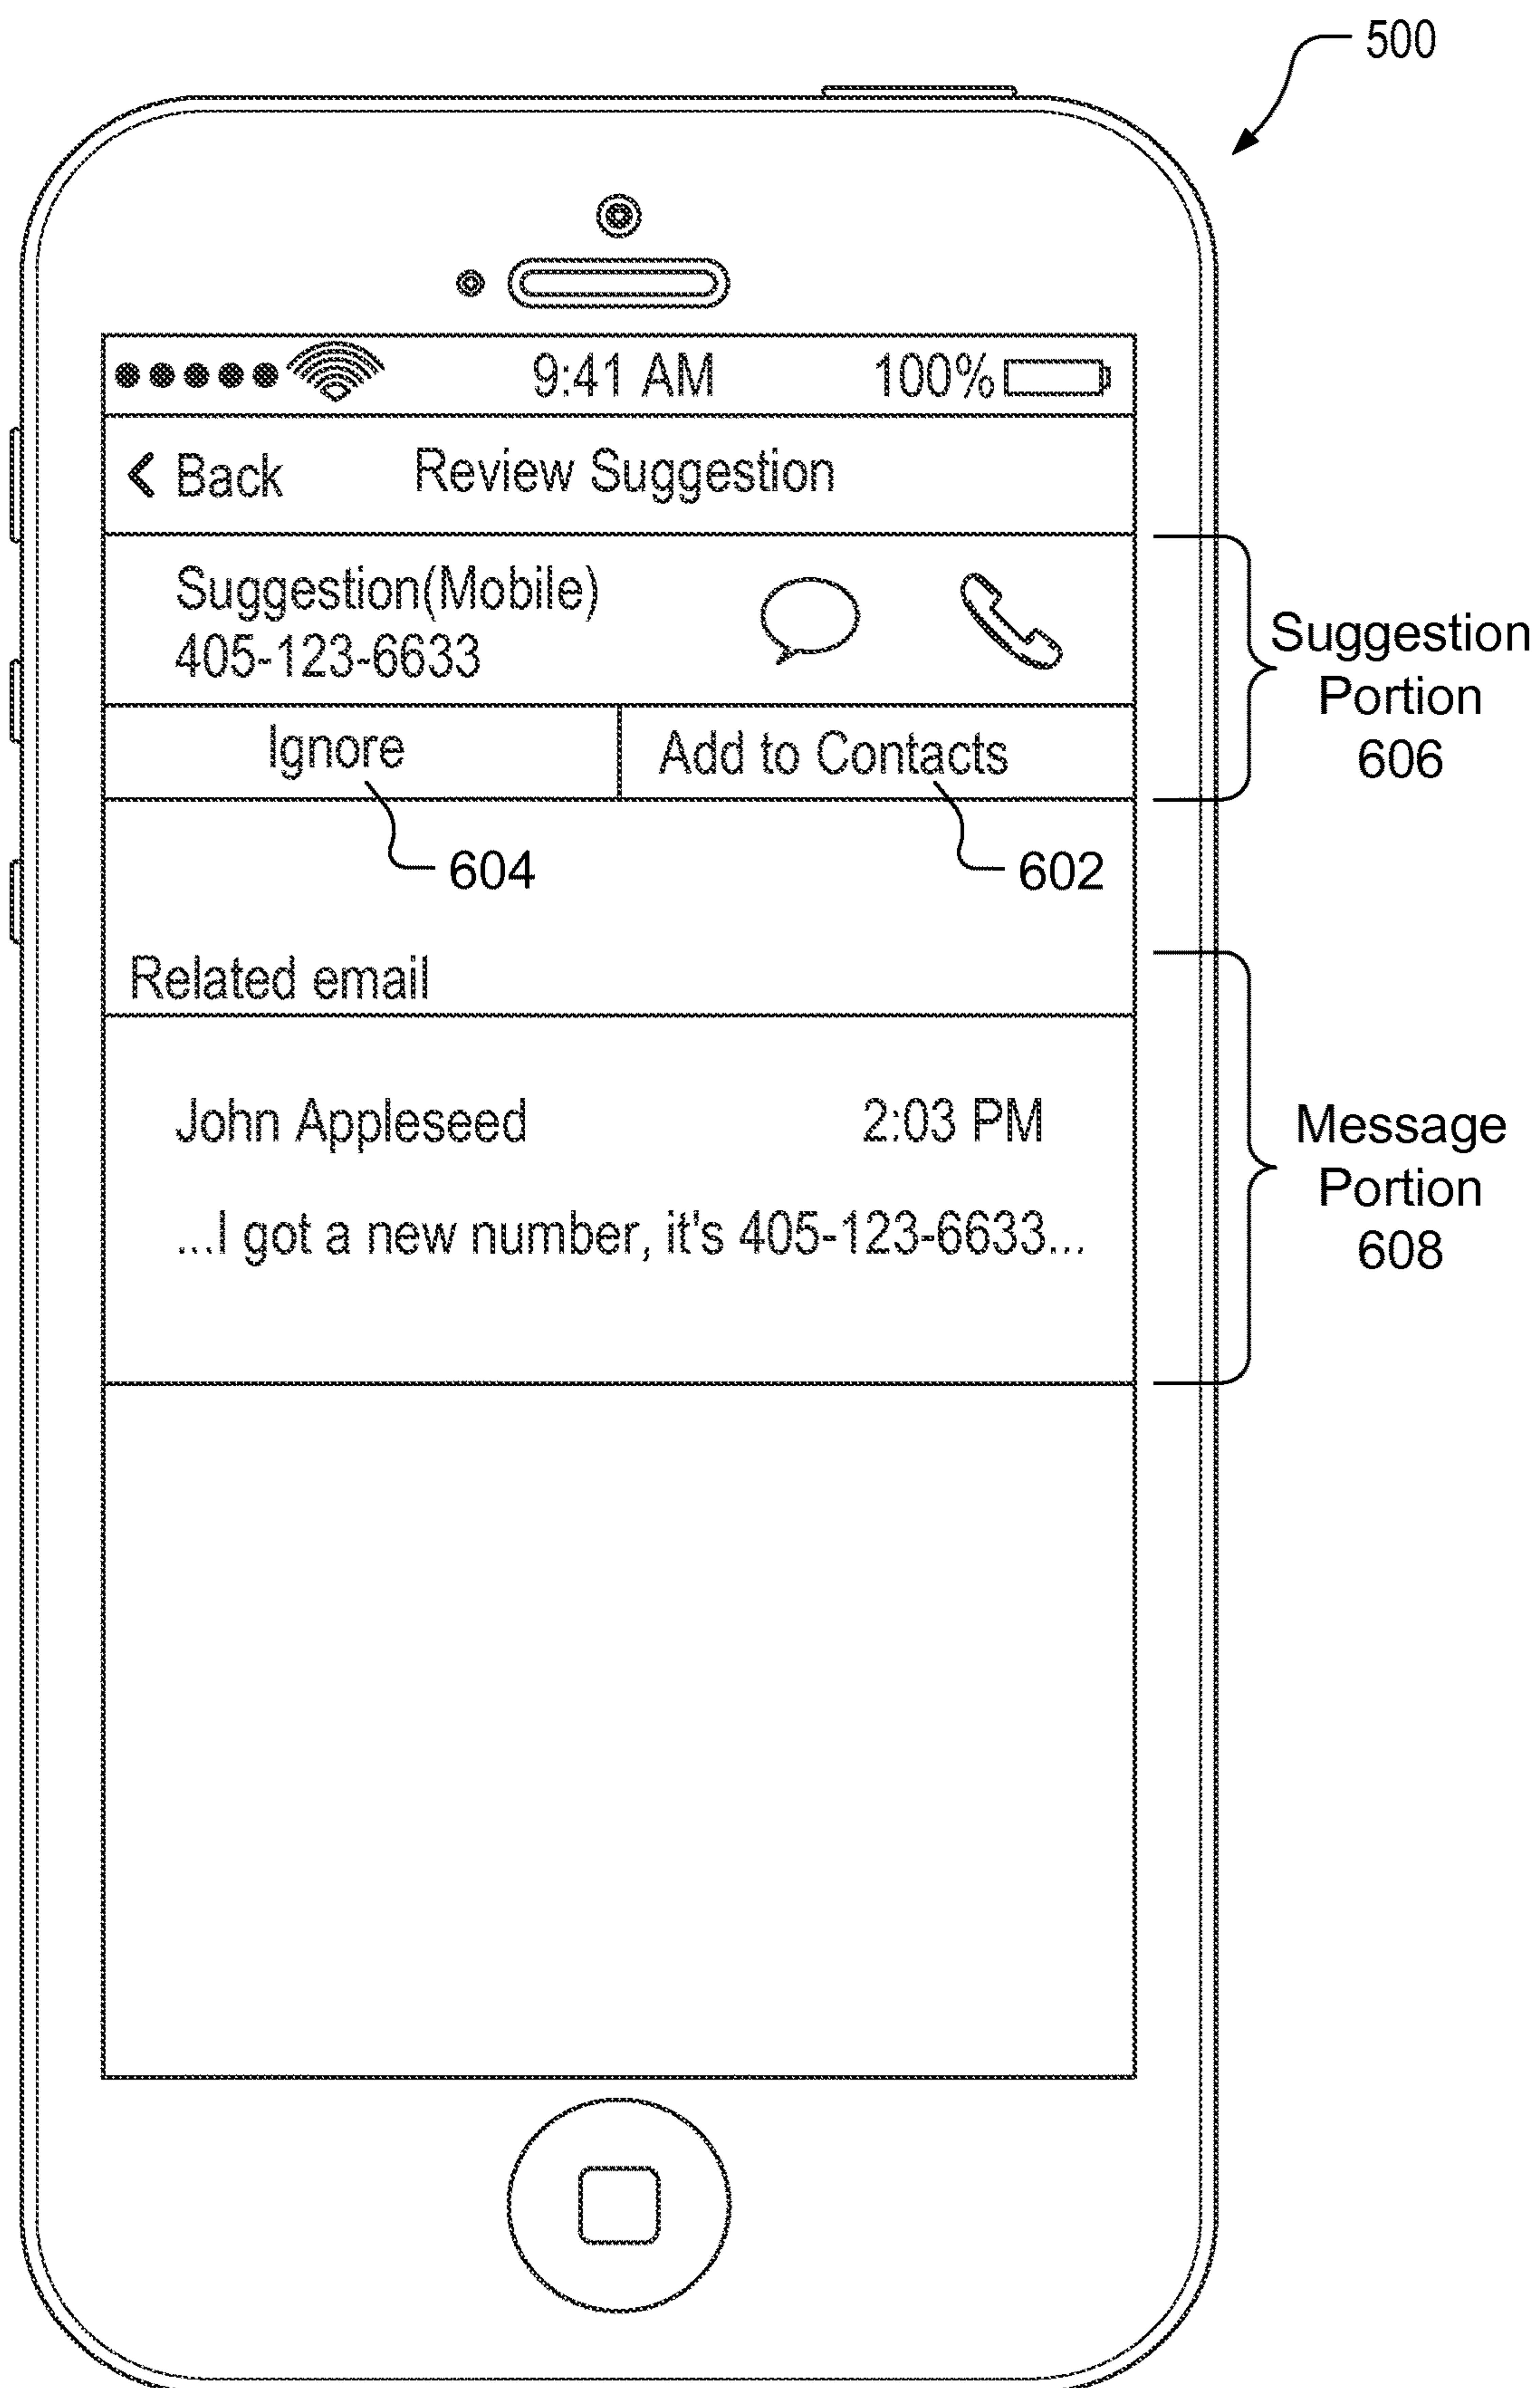 500
9:41 AM 100%
Back Review Suggestion
Suggestion(Mobile)
405-123-6633
Ignore Add to Contacts
604 602
Suggestion
Portion
606
Related email
John Appleseed 2:03 PM
...I got a new number, it's 405-123-6633...
Message
Portion
608